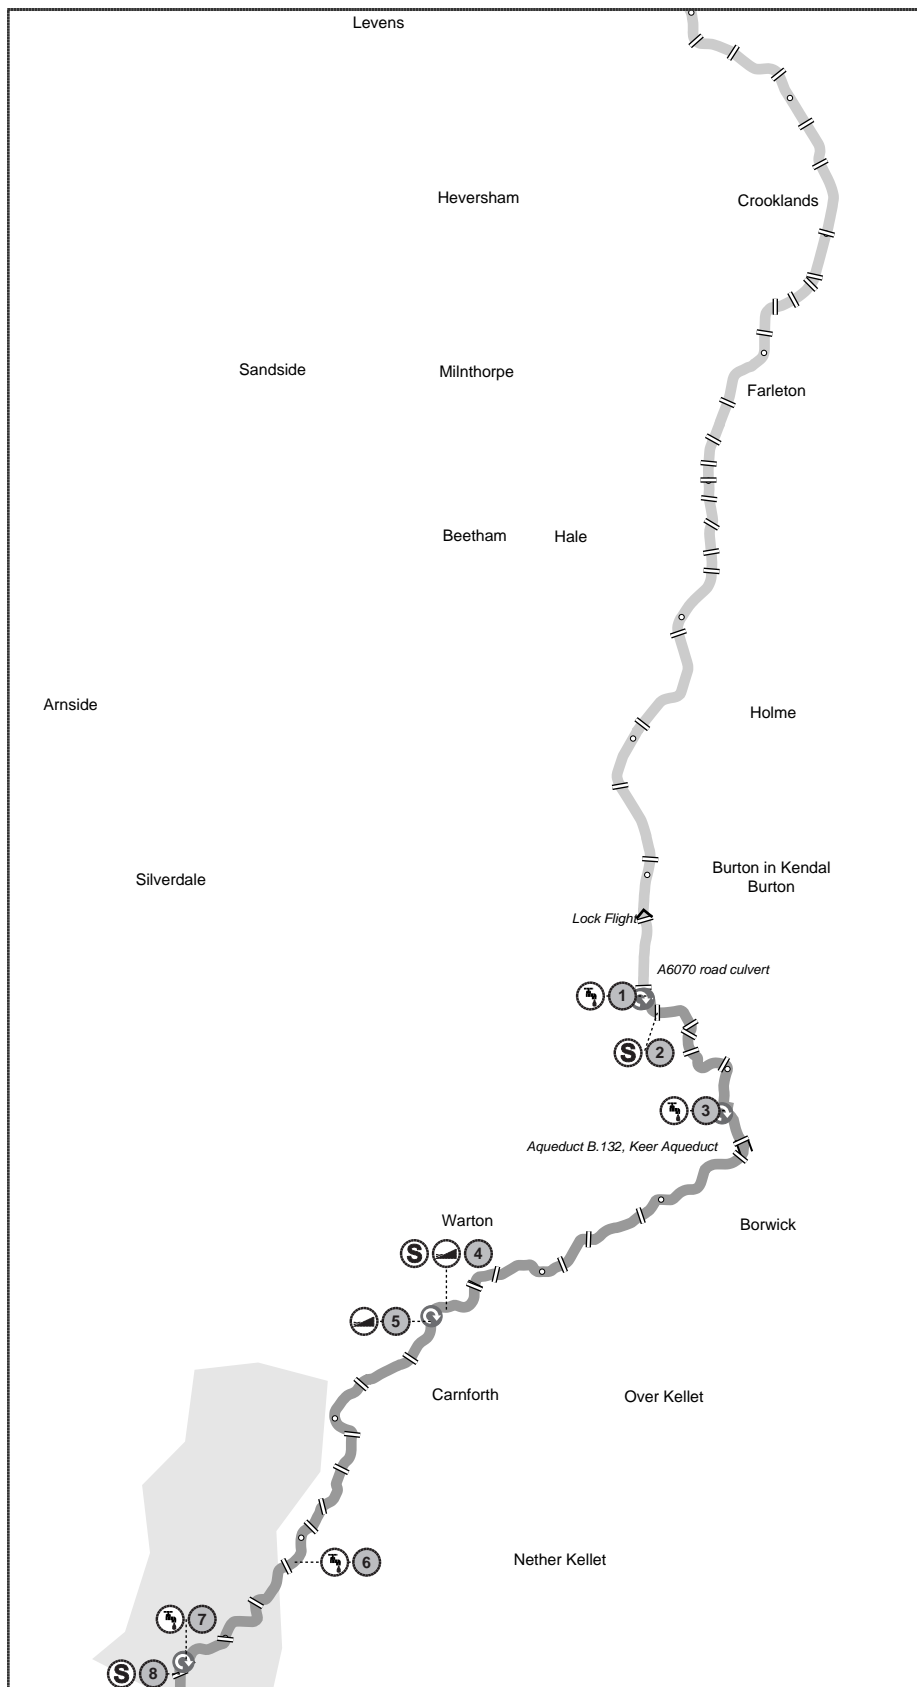 Levens
Heversham
Crooklands
Sandside
Milnthorpe
Farleton
Beetham
Hale
Arnside
Holme
Silverdale
Burton in Kendal
Burton
Lock Flight
A6070 road culvert
1
S 2
3
Aqueduct B.132, Keer Aqueduct
Warton
Borwick
S 4
5
Carnforth
Over Kellet
Nether Kellet
6
7
S 8